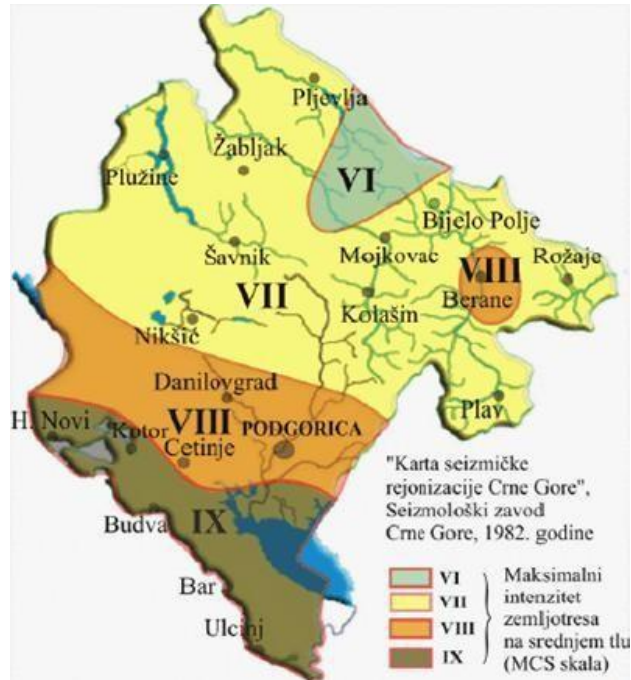 Pljevlja
Žabljak
Plužine
VI
Bijelo Polje
Šavnik
Mojkovac
VIII
Rožaje
VII
Berane
Kolašin
Nikšić
Danilovgrad
Plav
VIII
PODGORICA
H. Novi
Kotor
Cetinje
"Karta seizmičke
rejonizacije Crne Gore",
Seizmološki zavod
Crne Gore, 1982. godine
Budva
IX
Bar
Ulcinj
VI
VII
VIII
IX
Maksimalni
intenzitet
zemljotresa
na srednjem tlu
(MCS skala)